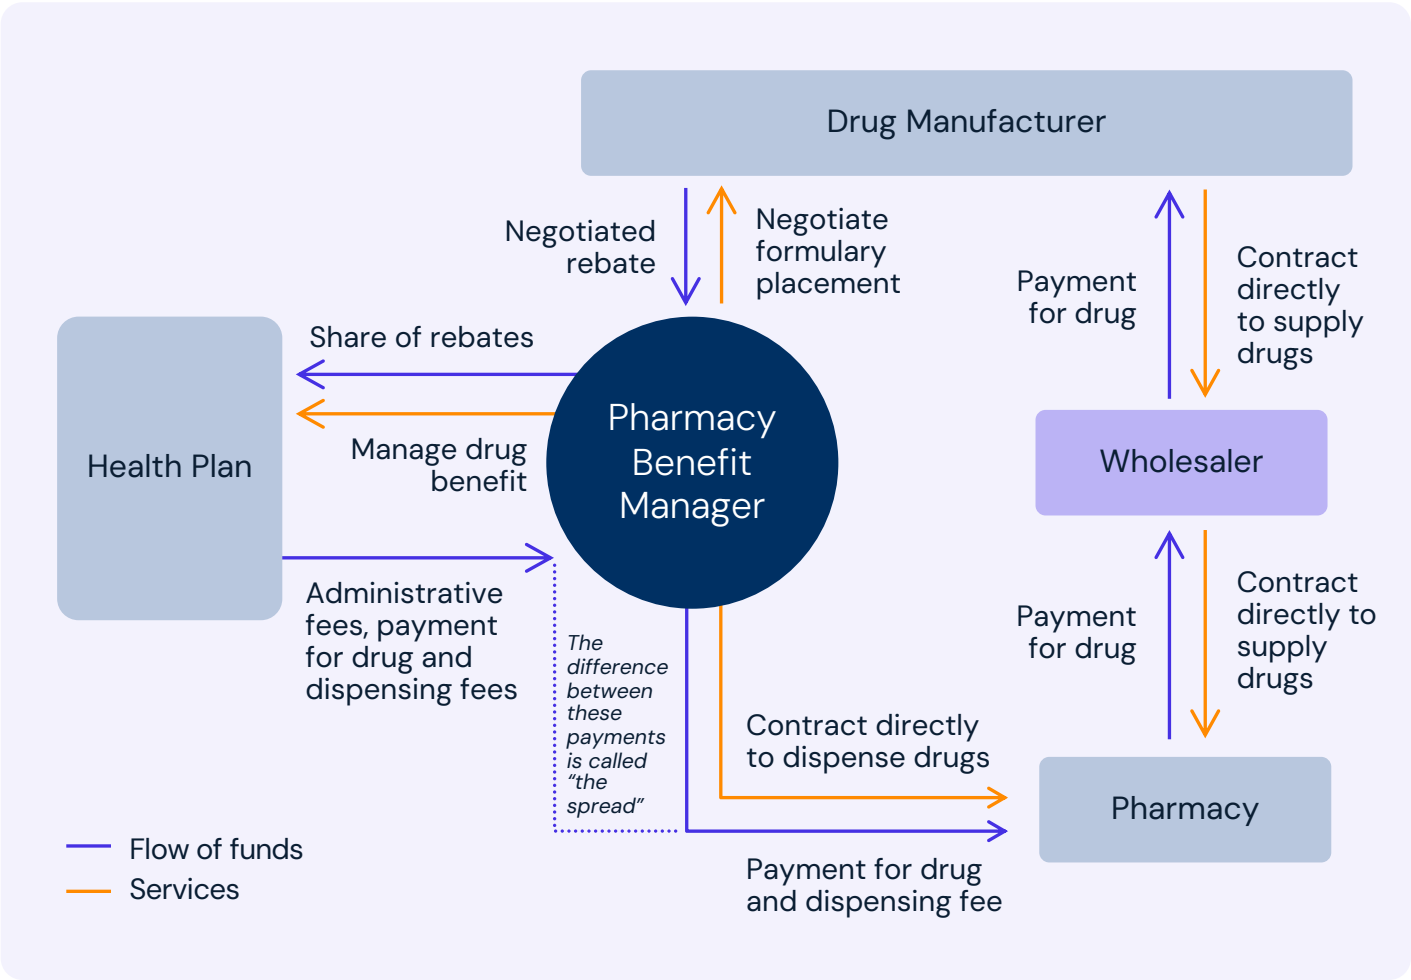 Drug Manufacturer
Negotiated
rebate
Negotiate
formulary
placement
Payment
for drug
Contract
directly
to supply
drugs
Share of rebates
Health Plan
Manage drug
benefit
Pharmacy
Benefit
Manager
Wholesaler
Administrative
fees, payment
for drug and
dispensing fees
The
difference
between
these
payments
is called
“the
spread”
Payment
for drug
Contract
directly to
supply
drugs
Contract directly
to dispense drugs
Pharmacy
Payment for drug
and dispensing fee
Flow of funds
Services